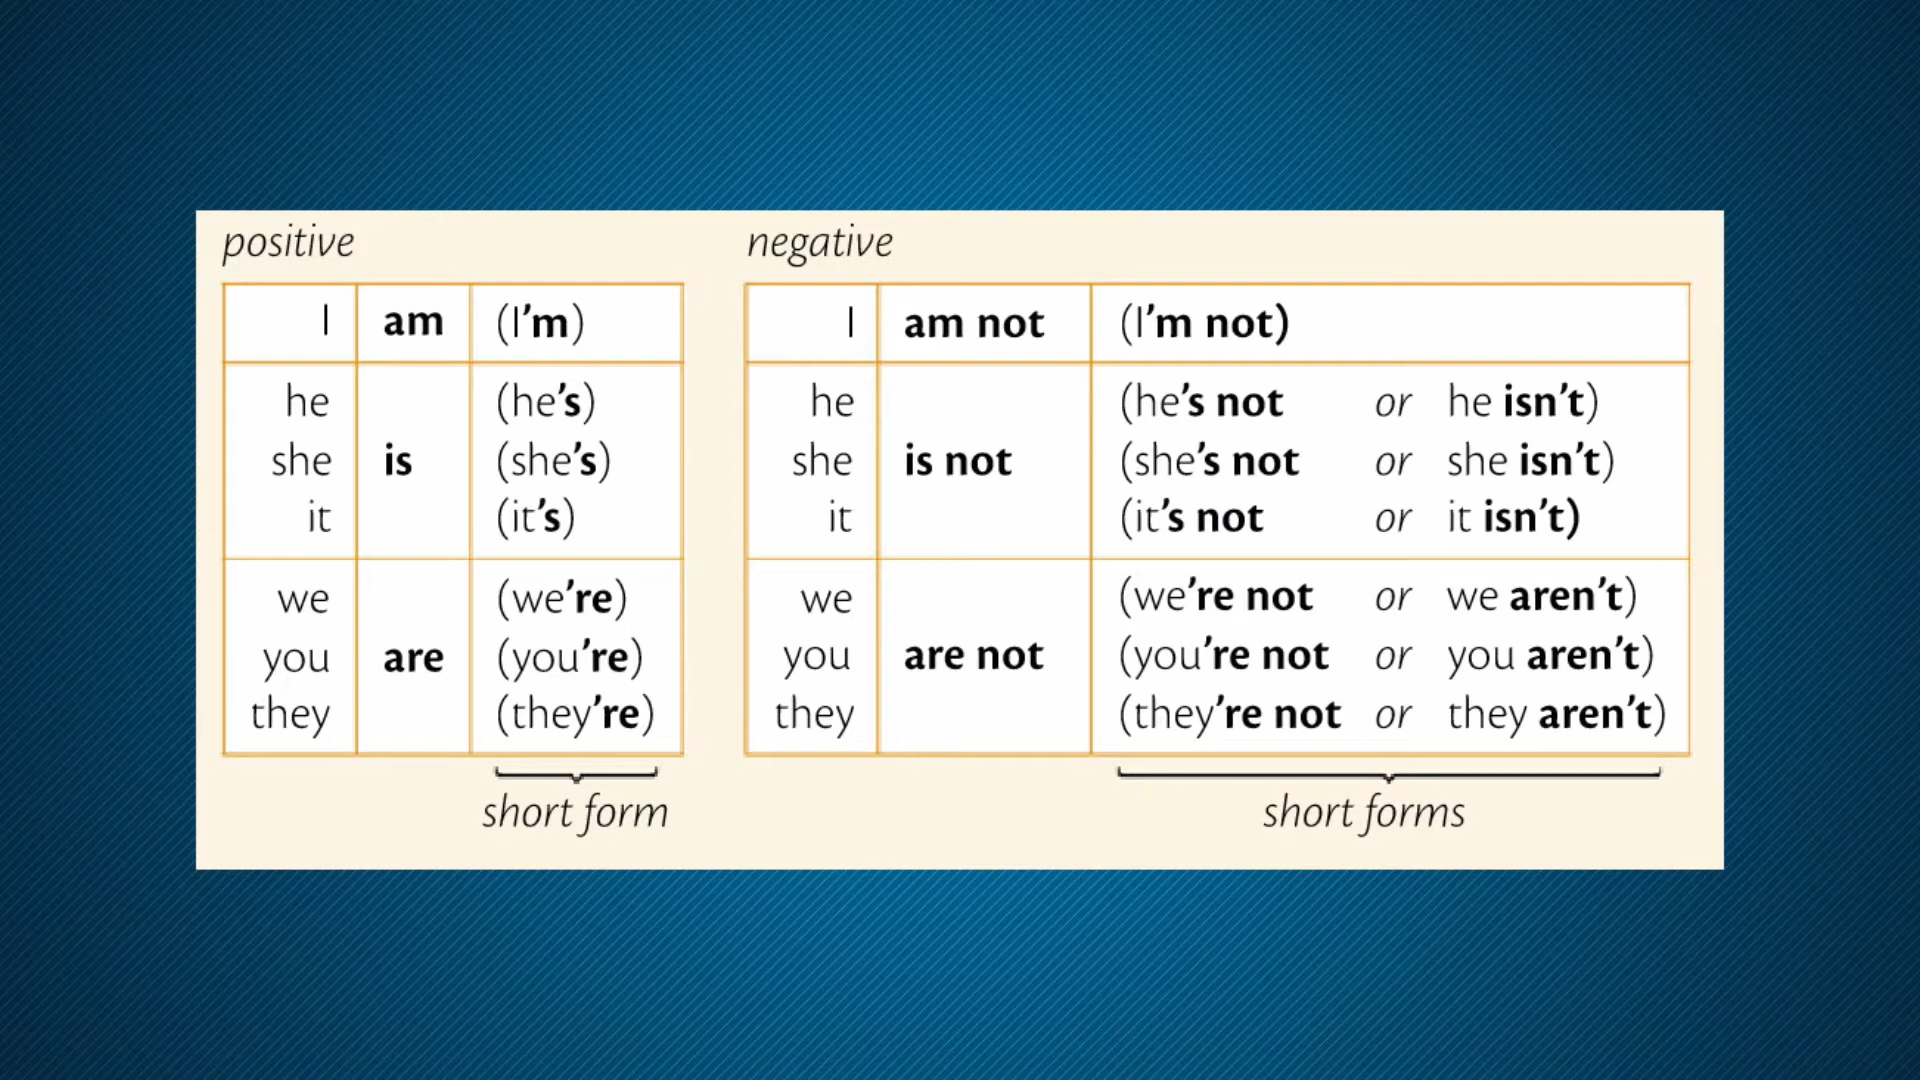 positive
I am (I'm)
he (he's)
she is (she's)
it (it's)
we (we're)
you are (you're)
they (they're)
short form
negative
I am not (I'm not)
he (he's not or he isn't)
she is not (she's not or she isn't)
it (it's not or it isn't)
we (we're not or we aren't)
you are not (you're not or you aren't)
they (they're not or they aren't)
short forms